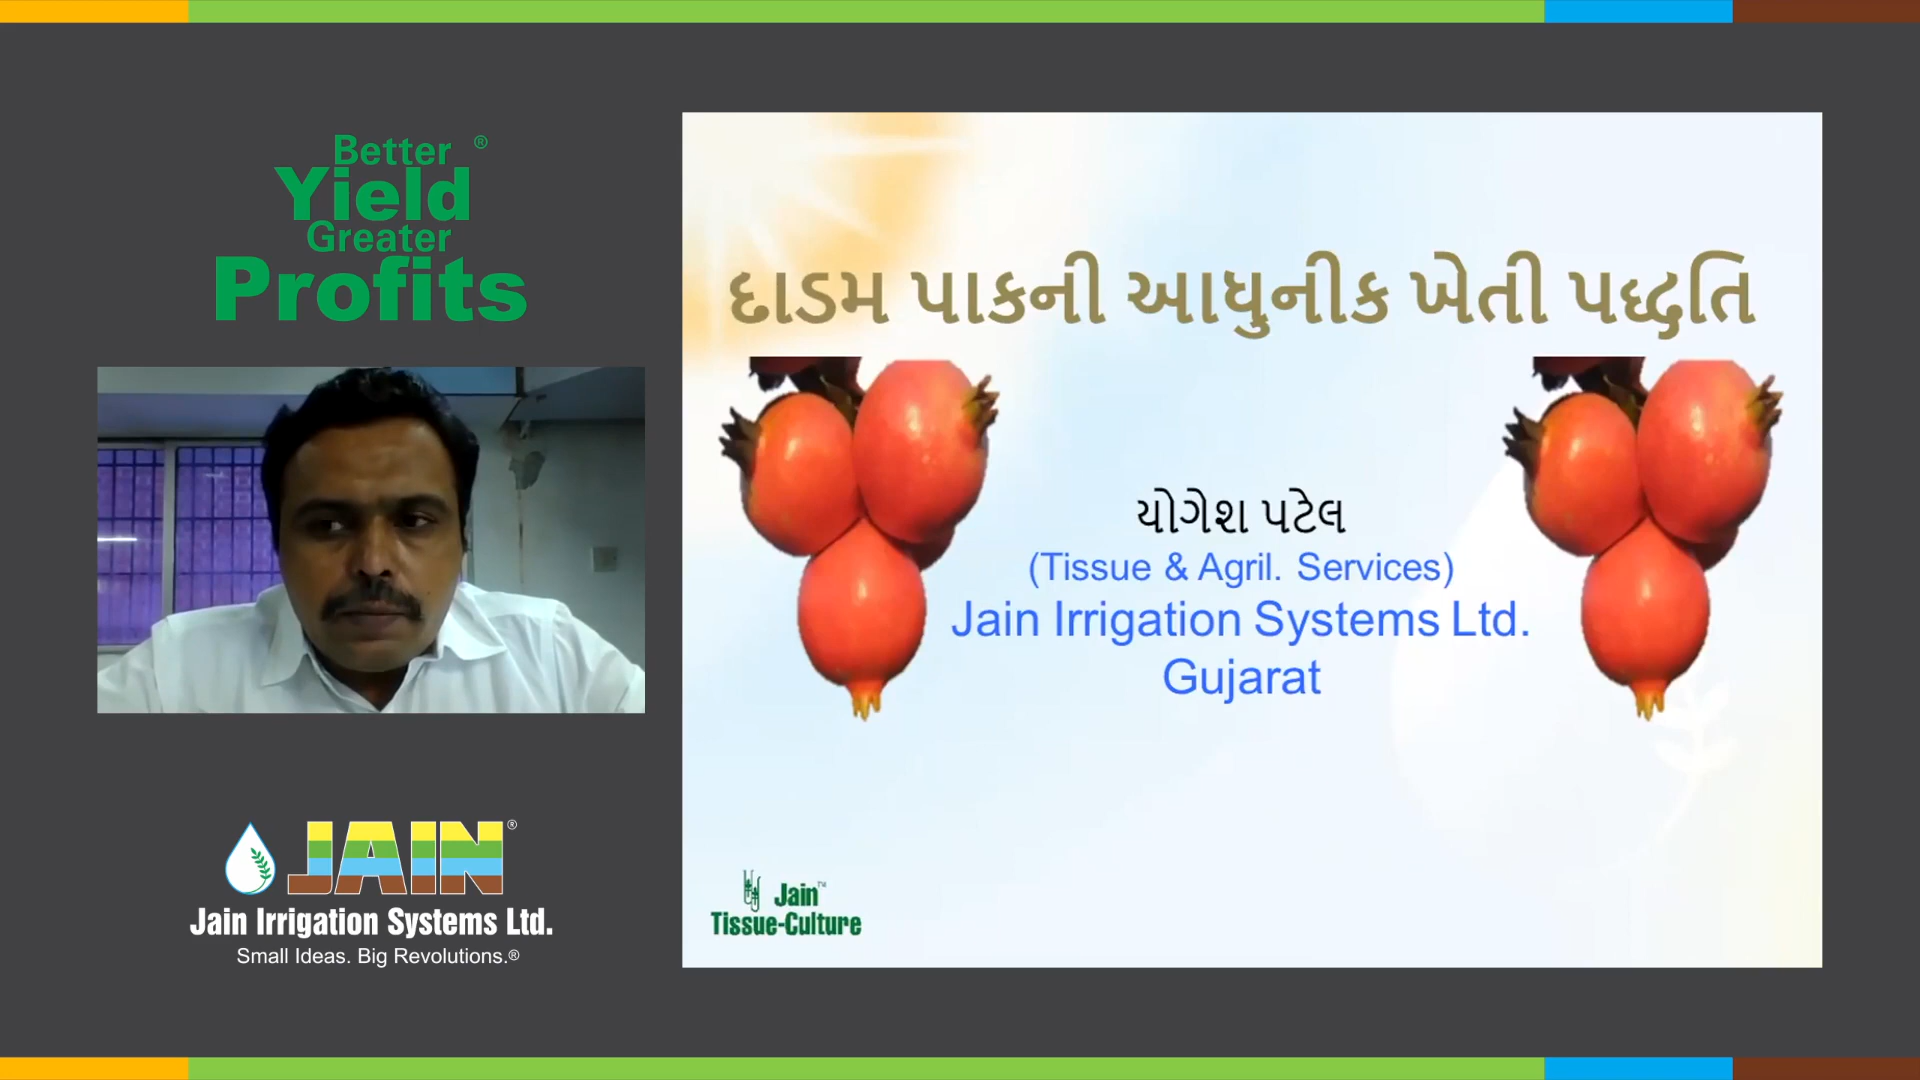 Better ®
Yield
Greater
Profits
JAIN®
Jain Irrigation Systems Ltd.
Small Ideas. Big Revolutions.®
દાડમ પાકની આધુનીક ખેતી પદ્ધતિ
યોગેશ પટેલ
(Tissue & Agril. Services)
Jain Irrigation Systems Ltd.
Gujarat
Jain™
Tissue-Culture